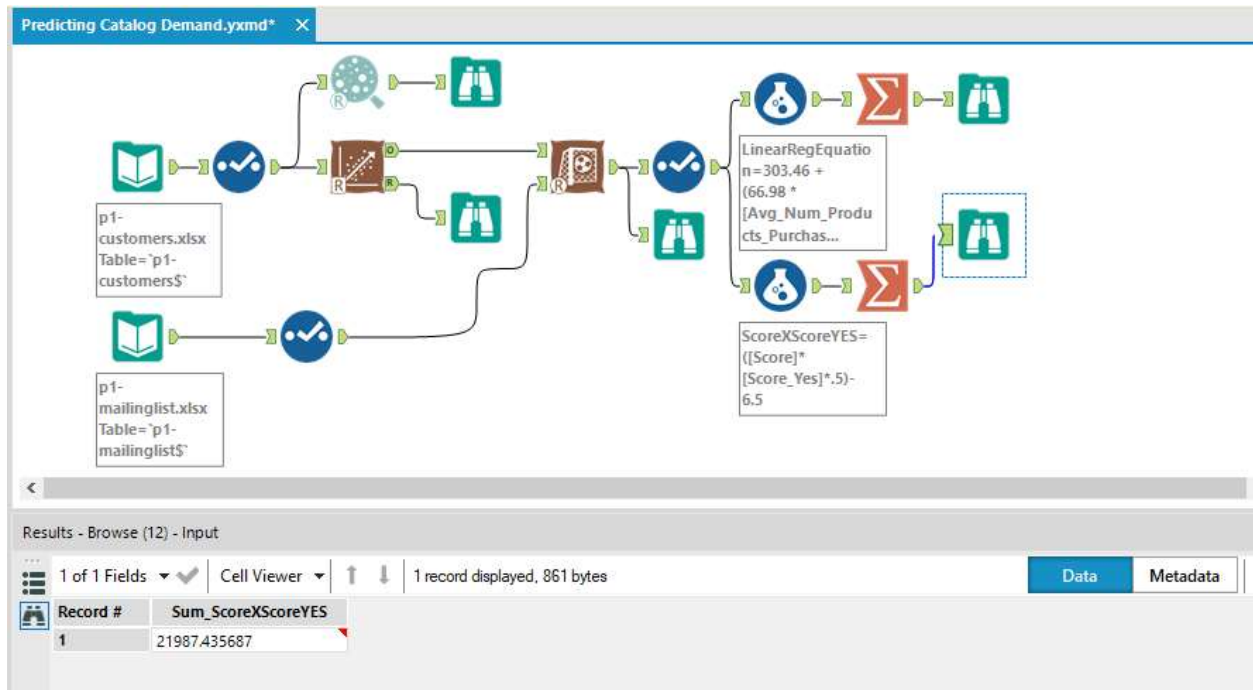 Predicting Catalog Demand.yxmd* ×
R
p1-
customers.xlsx
Table=`p1-
customers$`
R
O
R
R
p1-
mailinglist.xlsx
Table=`p1-
mailinglist$`
LinearRegEquatio
n=303.46 +
(66.98 *
[Avg_Num_Produ
cts_Purchas...
ScoreXScoreYES=
([Score]*
[Score_Yes]*.5)-
6.5
Results - Browse (12) - Input
1 of 1 Fields Cell Viewer 1 record displayed, 861 bytes Data Metadata
Record # Sum_ScoreXScoreYES
1 21987.435687